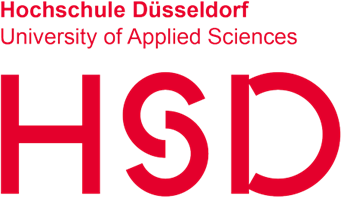 Hochschule Düsseldorf
University of Applied Sciences
HSD